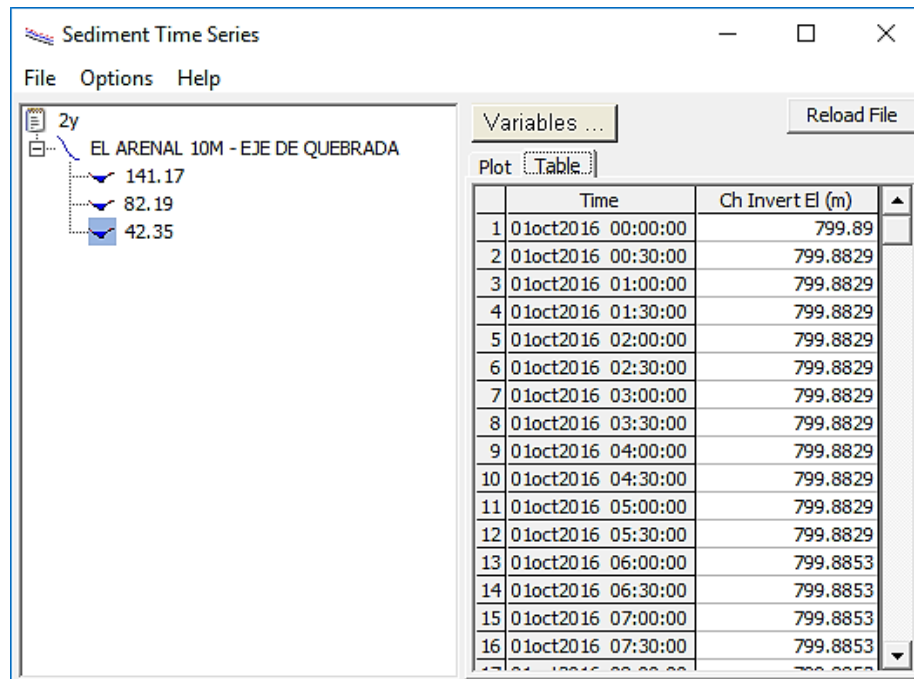 Sediment Time Series
File Options Help
2y
EL ARENAL 10M - EJE DE QUEBRADA
141.17
82.19
42.35
Variables ...
Reload File
Plot Table
Time Ch Invert El (m)
1 01oct2016 00:00:00 799.89
2 01oct2016 00:30:00 799.8829
3 01oct2016 01:00:00 799.8829
4 01oct2016 01:30:00 799.8829
5 01oct2016 02:00:00 799.8829
6 01oct2016 02:30:00 799.8829
7 01oct2016 03:00:00 799.8829
8 01oct2016 03:30:00 799.8829
9 01oct2016 04:00:00 799.8829
10 01oct2016 04:30:00 799.8829
11 01oct2016 05:00:00 799.8829
12 01oct2016 05:30:00 799.8829
13 01oct2016 06:00:00 799.8853
14 01oct2016 06:30:00 799.8853
15 01oct2016 07:00:00 799.8853
16 01oct2016 07:30:00 799.8853